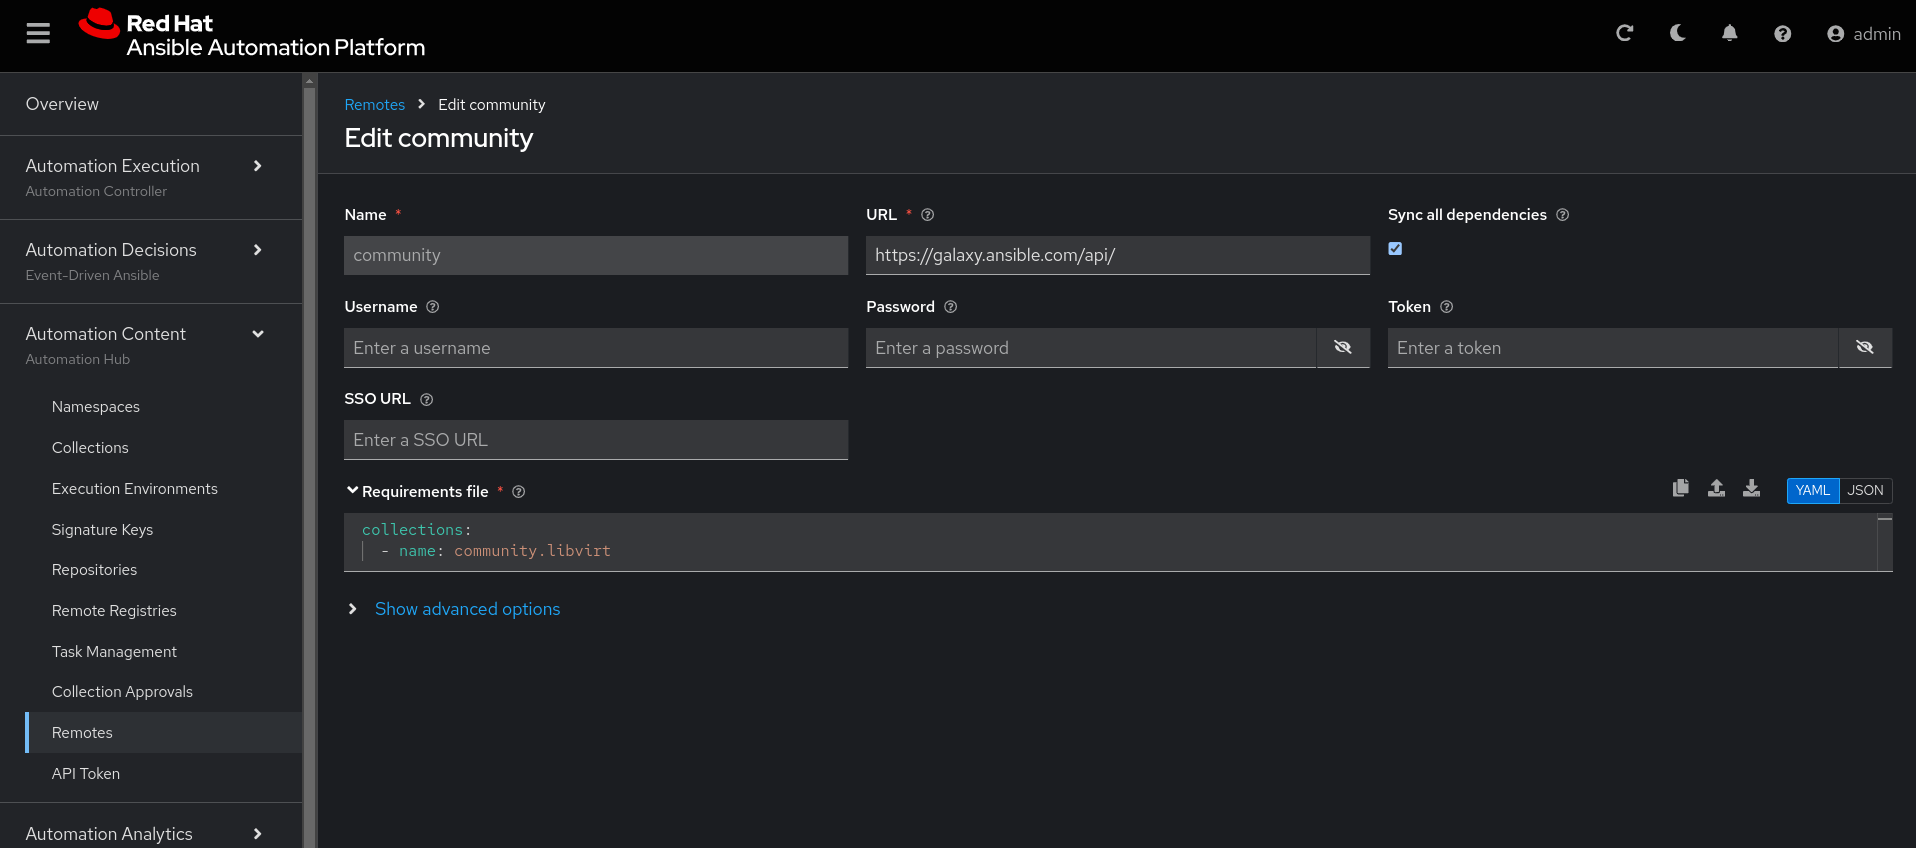 Red Hat
Ansible Automation Platform
admin
Overview
Automation Execution
Automation Controller
Automation Decisions
Event-Driven Ansible
Automation Content
Automation Hub
Namespaces
Collections
Execution Environments
Signature Keys
Repositories
Remote Registries
Task Management
Collection Approvals
Remotes
API Token
Automation Analytics
Remotes > Edit community
Edit community
Name *
community
URL *
https://galaxy.ansible.com/api/
Sync all dependencies
Username
Enter a username
Password
Enter a password
Token
Enter a token
SSO URL
Enter a SSO URL
Requirements file *
YAML JSON
collections:
  - name: community.libvirt
Show advanced options